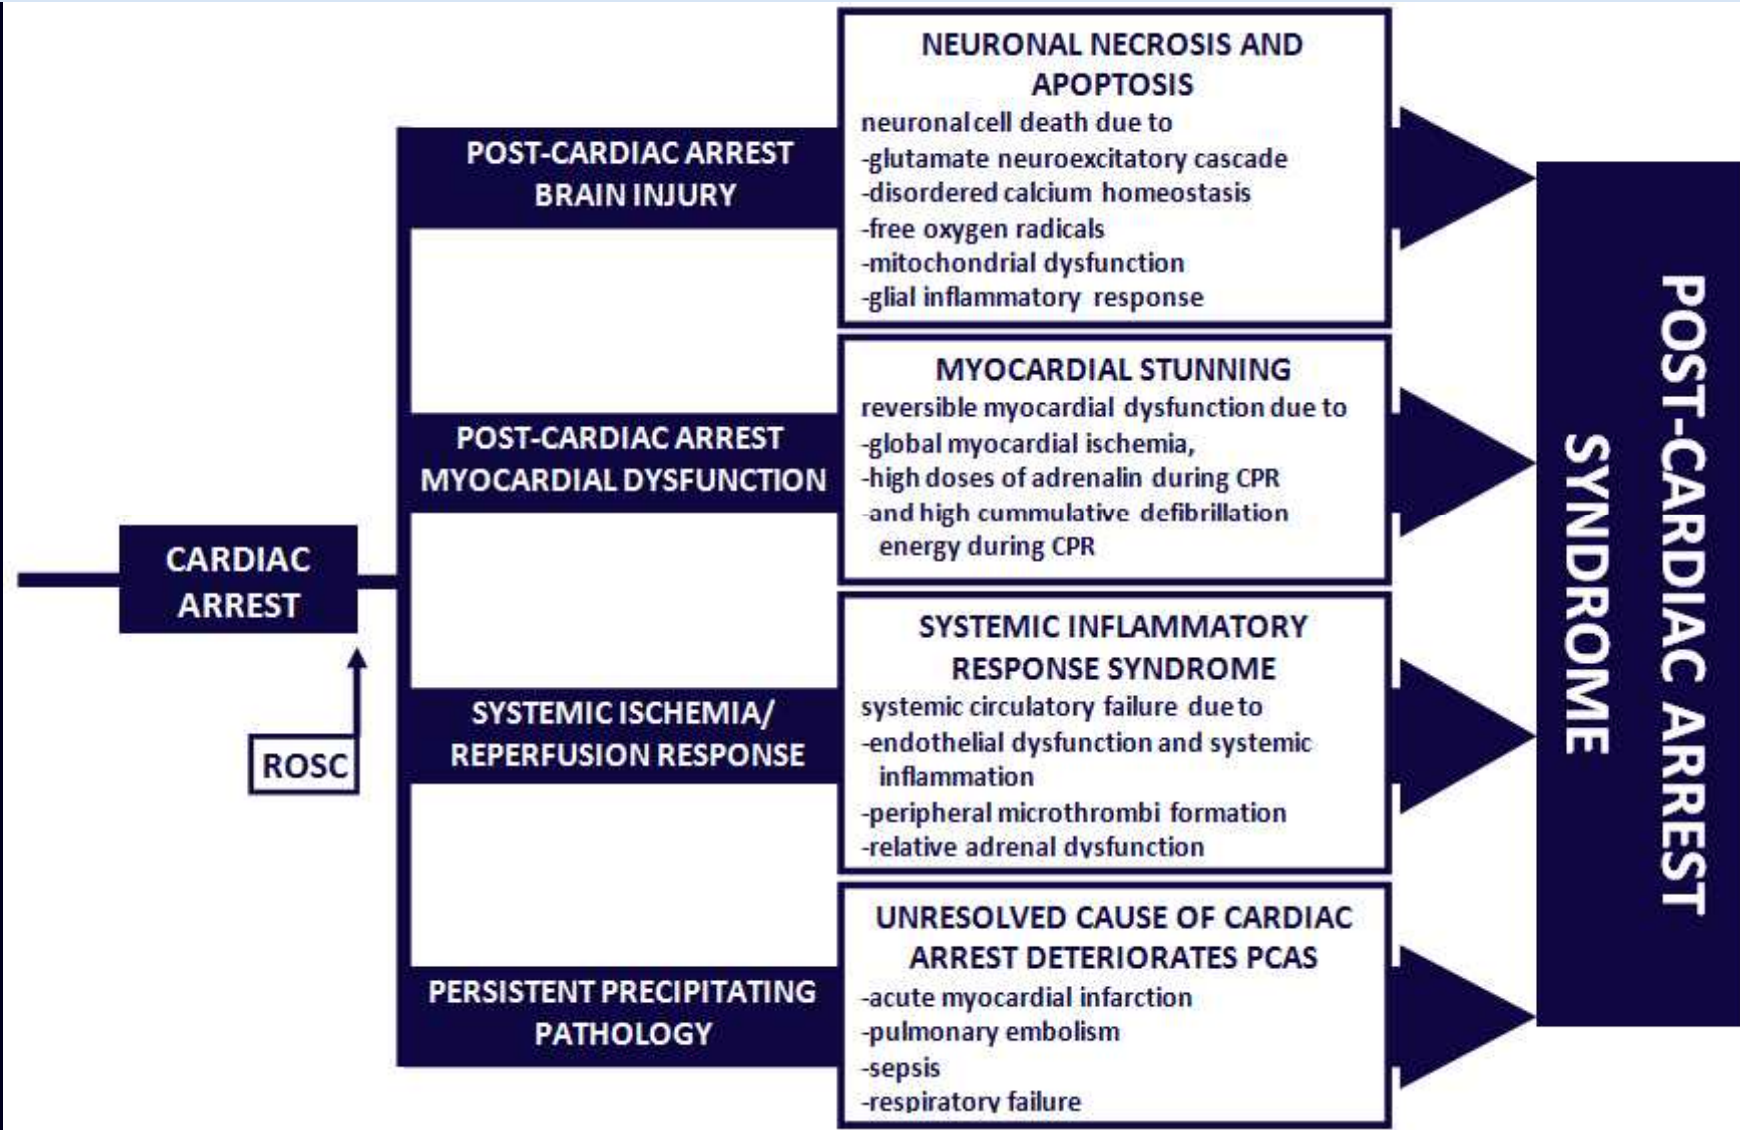 CARDIAC
ARREST
ROSC
POST-CARDIAC ARREST
BRAIN INJURY
NEURONAL NECROSIS AND
APOPTOSIS
neuronal cell death due to
-glutamate neuroexcitatory cascade
-disordered calcium homeostasis
-free oxygen radicals
-mitochondrial dysfunction
-glial inflammatory response
POST-CARDIAC ARREST
MYOCARDIAL DYSFUNCTION
MYOCARDIAL STUNNING
reversible myocardial dysfunction due to
-global myocardial ischemia,
-high doses of adrenalin during CPR
-and high cummulative defibrillation
energy during CPR
SYSTEMIC ISCHEMIA/
REPERFUSION RESPONSE
SYSTEMIC INFLAMMATORY
RESPONSE SYNDROME
systemic circulatory failure due to
-endothelial dysfunction and systemic
inflammation
-peripheral microthrombi formation
-relative adrenal dysfunction
PERSISTENT PRECIPITATING
PATHOLOGY
UNRESOLVED CAUSE OF CARDIAC
ARREST DETERIORATES PCAS
-acute myocardial infarction
-pulmonary embolism
-sepsis
-respiratory failure
POST-CARDIAC ARREST
SYNDROME